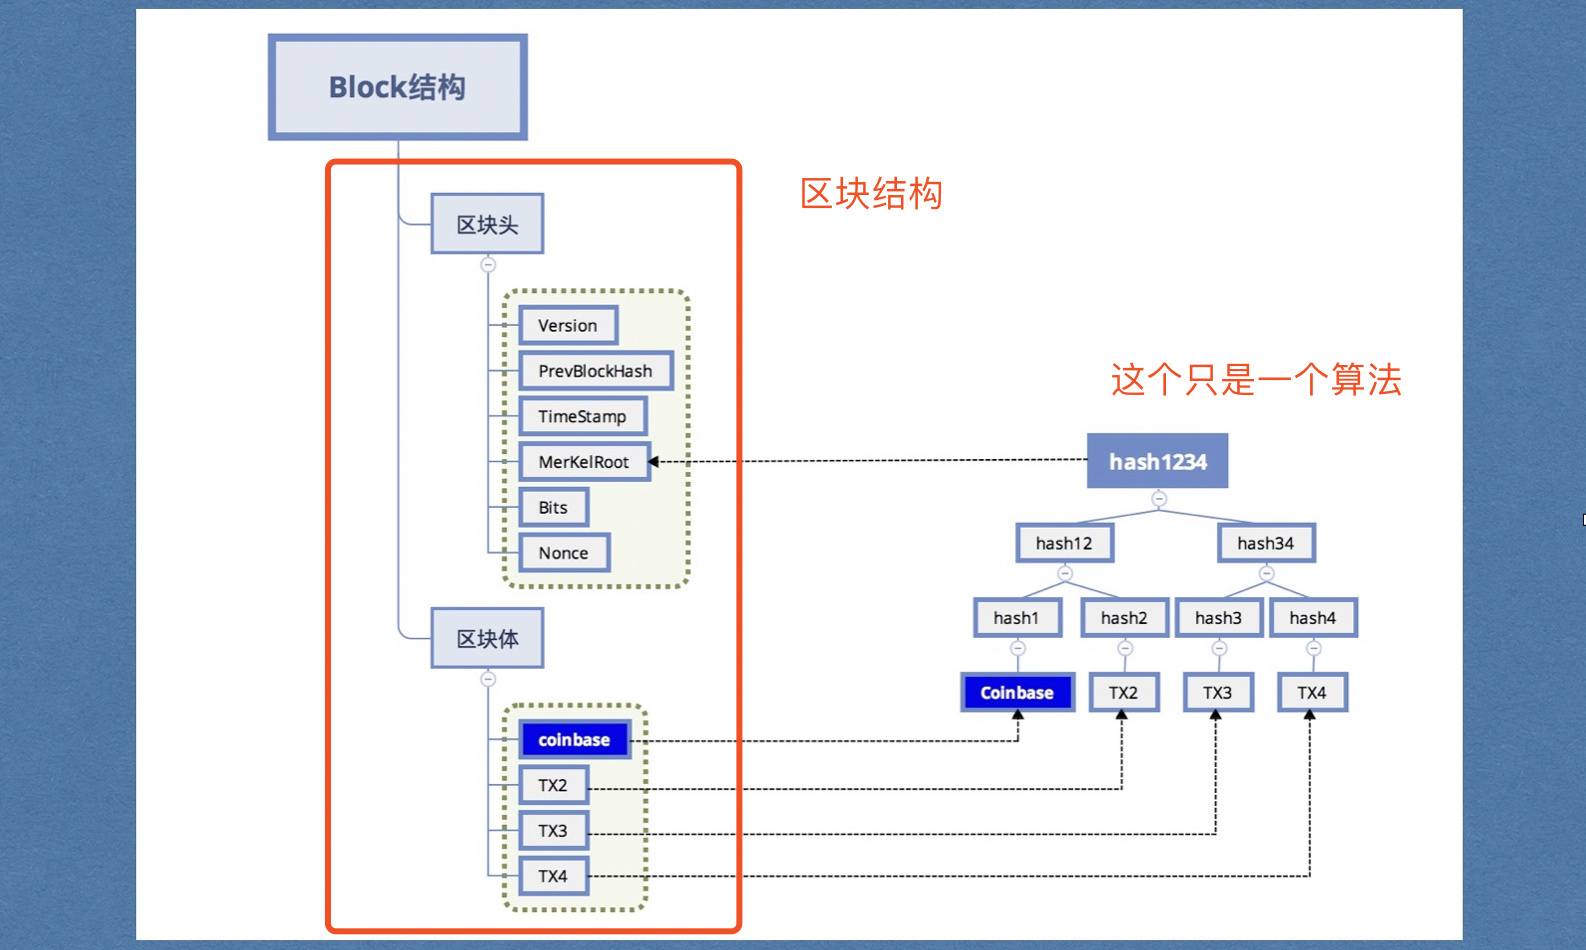 Block结构
区块结构
区块头
Version
PrevBlockHash
TimeStamp
MerKelRoot
Bits
Nonce
区块体
coinbase
TX2
TX3
TX4
这个只是一个算法
hash1234
hash12
hash34
hash1
hash2
hash3
hash4
Coinbase
TX2
TX3
TX4